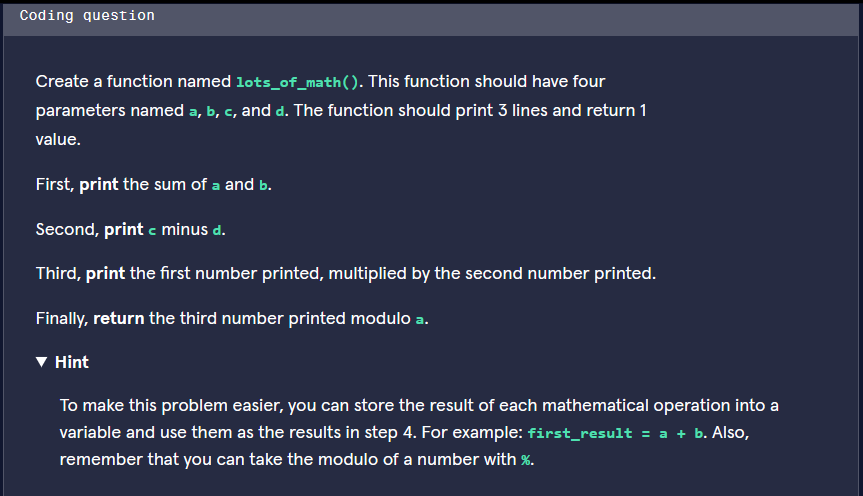 Coding question
Create a function named lots_of_math(). This function should have four
parameters named a, b, c, and d. The function should print 3 lines and return 1
value.
First, print the sum of a and b.
Second, print c minus d.
Third, print the first number printed, multiplied by the second number printed.
Finally, return the third number printed modulo a.
▼ Hint
To make this problem easier, you can store the result of each mathematical operation into a
variable and use them as the results in step 4. For example: first_result = a + b. Also,
remember that you can take the modulo of a number with %.